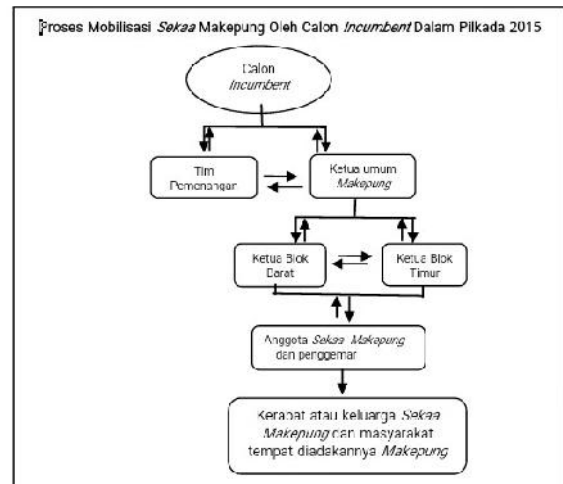 Proses Mobilisasi Sekaa Makepung Oleh Calon Incumbent Dalam Pilkada 2015
Calon
Incumbent
Tim
Pemenangan
Ketua umum
Makepung
Ketua Blok
Barat
Ketua Blok
Timur
Anggota Sekaa Makepung
dan penggemar
Kerabat atau keluarga Sekaa
Makepung dan masyarakat
tempat diadakannya Makepung